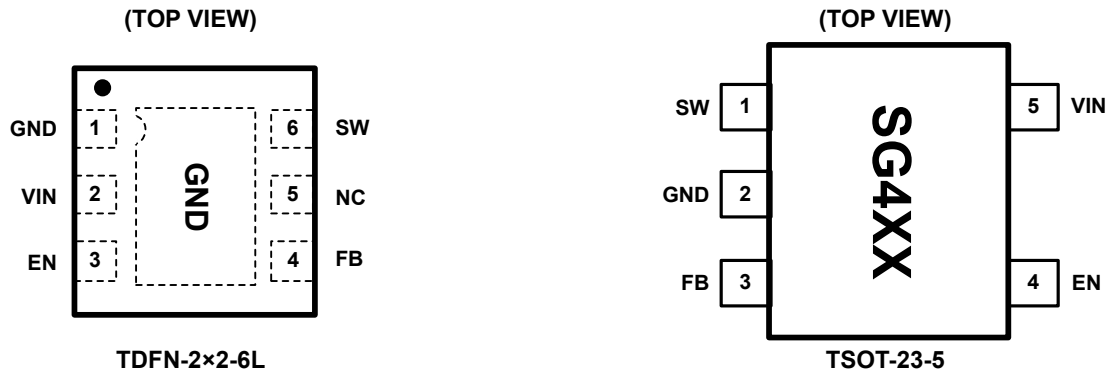 (TOP VIEW)
GND 1
VIN 2
EN 3
GND
6 SW
5 NC
4 FB
TDFN-2×2-6L
(TOP VIEW)
SW 1
GND 2
FB 3
SG4XX
5 VIN
4 EN
TSOT-23-5